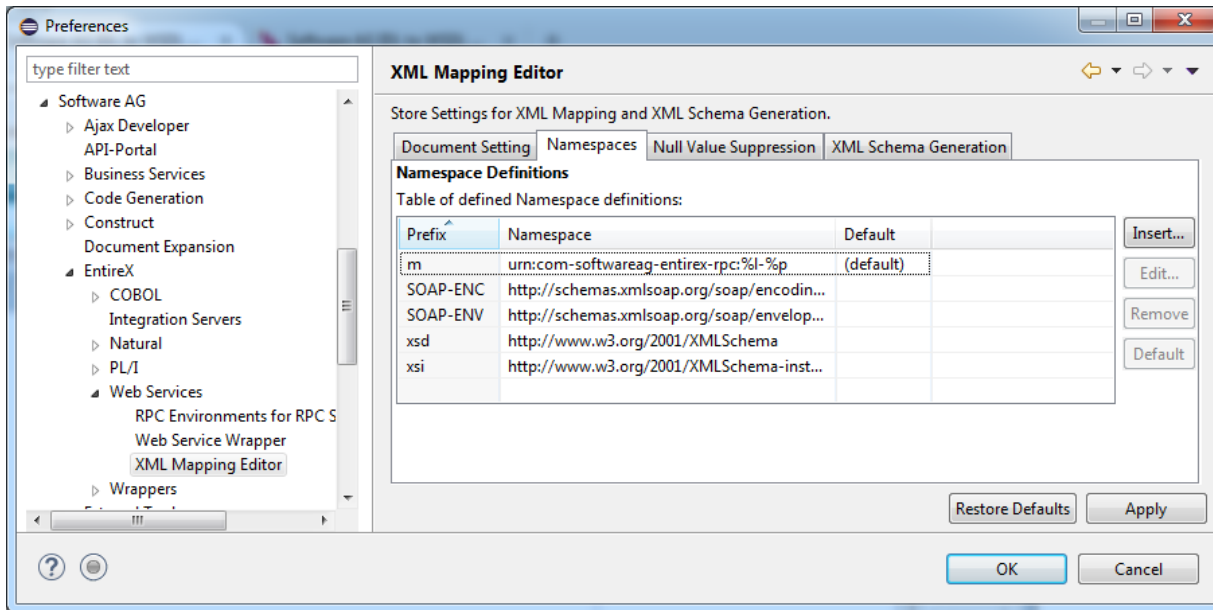 Preferences
type filter text
Software AG
Ajax Developer
API-Portal
Business Services
Code Generation
Construct
Document Expansion
EntireX
COBOL
Integration Servers
Natural
PL/I
Web Services
RPC Environments for RPC S
Web Service Wrapper
XML Mapping Editor
Wrappers
XML Mapping Editor
Store Settings for XML Mapping and XML Schema Generation.
Document Setting Namespaces Null Value Suppression XML Schema Generation
Namespace Definitions
Table of defined Namespace definitions:
Prefix Namespace Default
m urn:com-softwareag-entirex-rpc:%l-%p (default)
SOAP-ENC http://schemas.xmlsoap.org/soap/encodin...
SOAP-ENV http://schemas.xmlsoap.org/soap/envelop...
xsd http://www.w3.org/2001/XMLSchema
xsi http://www.w3.org/2001/XMLSchema-inst...
Insert...
Edit...
Remove
Default
Restore Defaults Apply
OK Cancel